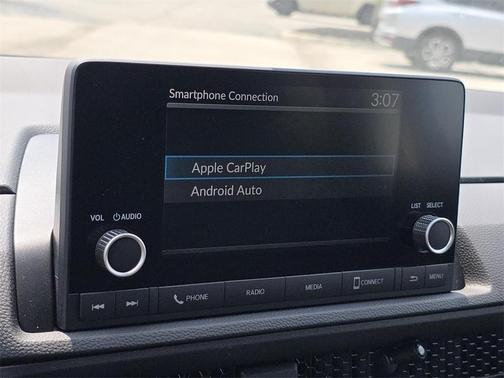 Smartphone Connection 3:07
Apple CarPlay
Android Auto
VOL AUDIO
LIST SELECT
PHONE RADIO MEDIA CONNECT MENU